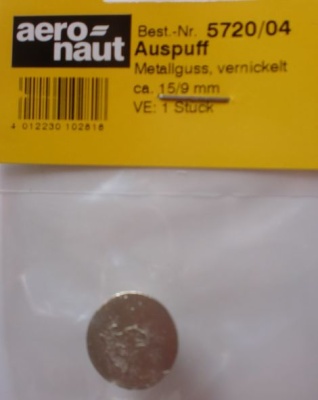 aero=
naut
Best.-Nr. 5720/04
Auspuff
Metallguss, vernickelt
ca. 15/9 mm
VE: 1 Stück
4 012230 102818